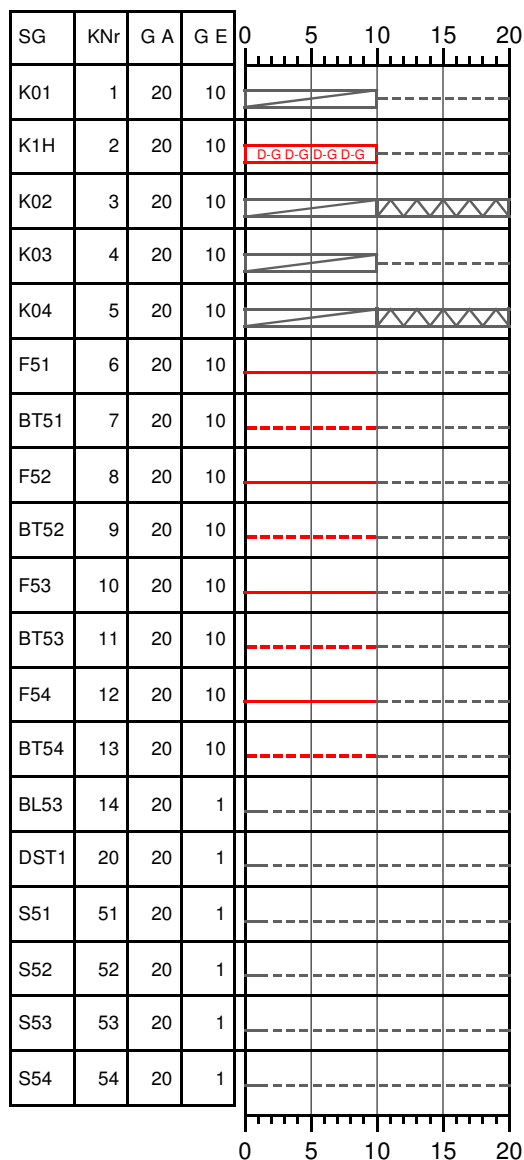 SG KNr G A G E 0 5 10 15 20
K01 1 20 10
K1H 2 20 10 D-G D-G D-G D-G
K02 3 20 10
K03 4 20 10
K04 5 20 10
F51 6 20 10
BT51 7 20 10
F52 8 20 10
BT52 9 20 10
F53 10 20 10
BT53 11 20 10
F54 12 20 10
BT54 13 20 10
BL53 14 20 1
DST1 20 20 1
S51 51 20 1
S52 52 20 1
S53 53 20 1
S54 54 20 1
0 5 10 15 20